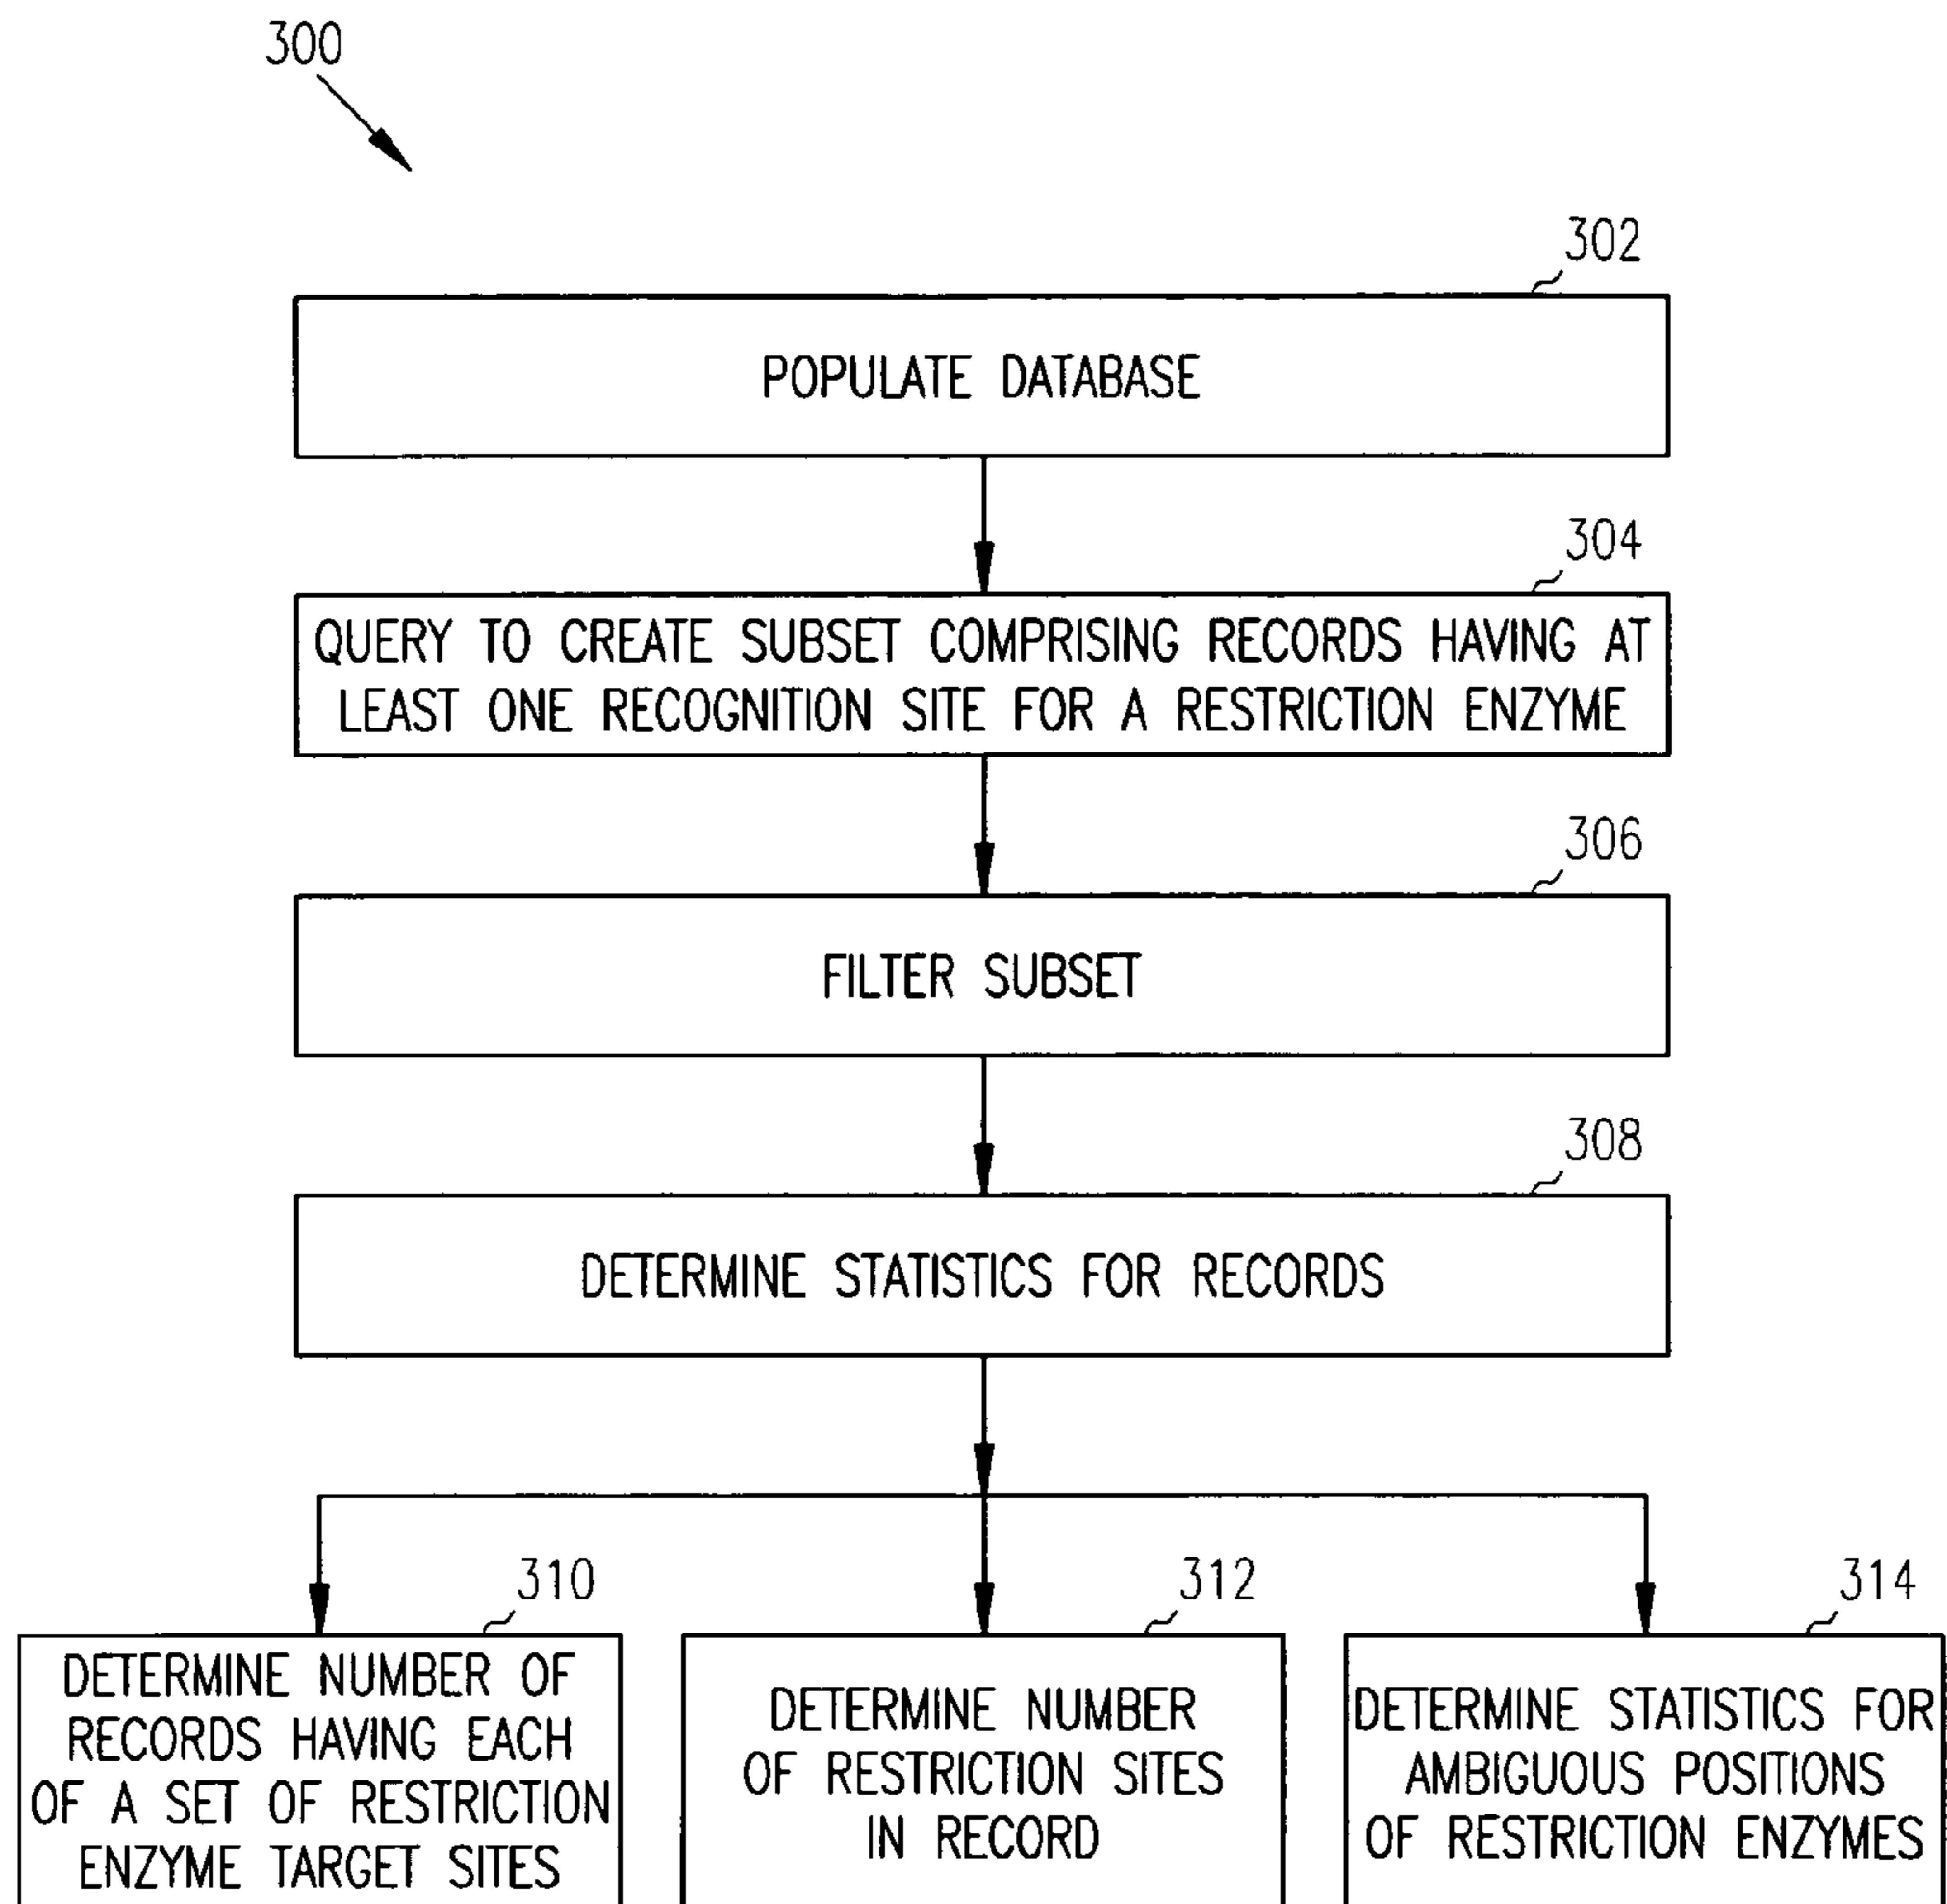 300
302
POPULATE DATABASE
304
QUERY TO CREATE SUBSET COMPRISING RECORDS HAVING AT
LEAST ONE RECOGNITION SITE FOR A RESTRICTION ENZYME
306
FILTER SUBSET
308
DETERMINE STATISTICS FOR RECORDS
310
DETERMINE NUMBER OF
RECORDS HAVING EACH
OF A SET OF RESTRICTION
ENZYME TARGET SITES
312
DETERMINE NUMBER
OF RESTRICTION SITES
IN RECORD
314
DETERMINE STATISTICS FOR
AMBIGUOUS POSITIONS
OF RESTRICTION ENZYMES